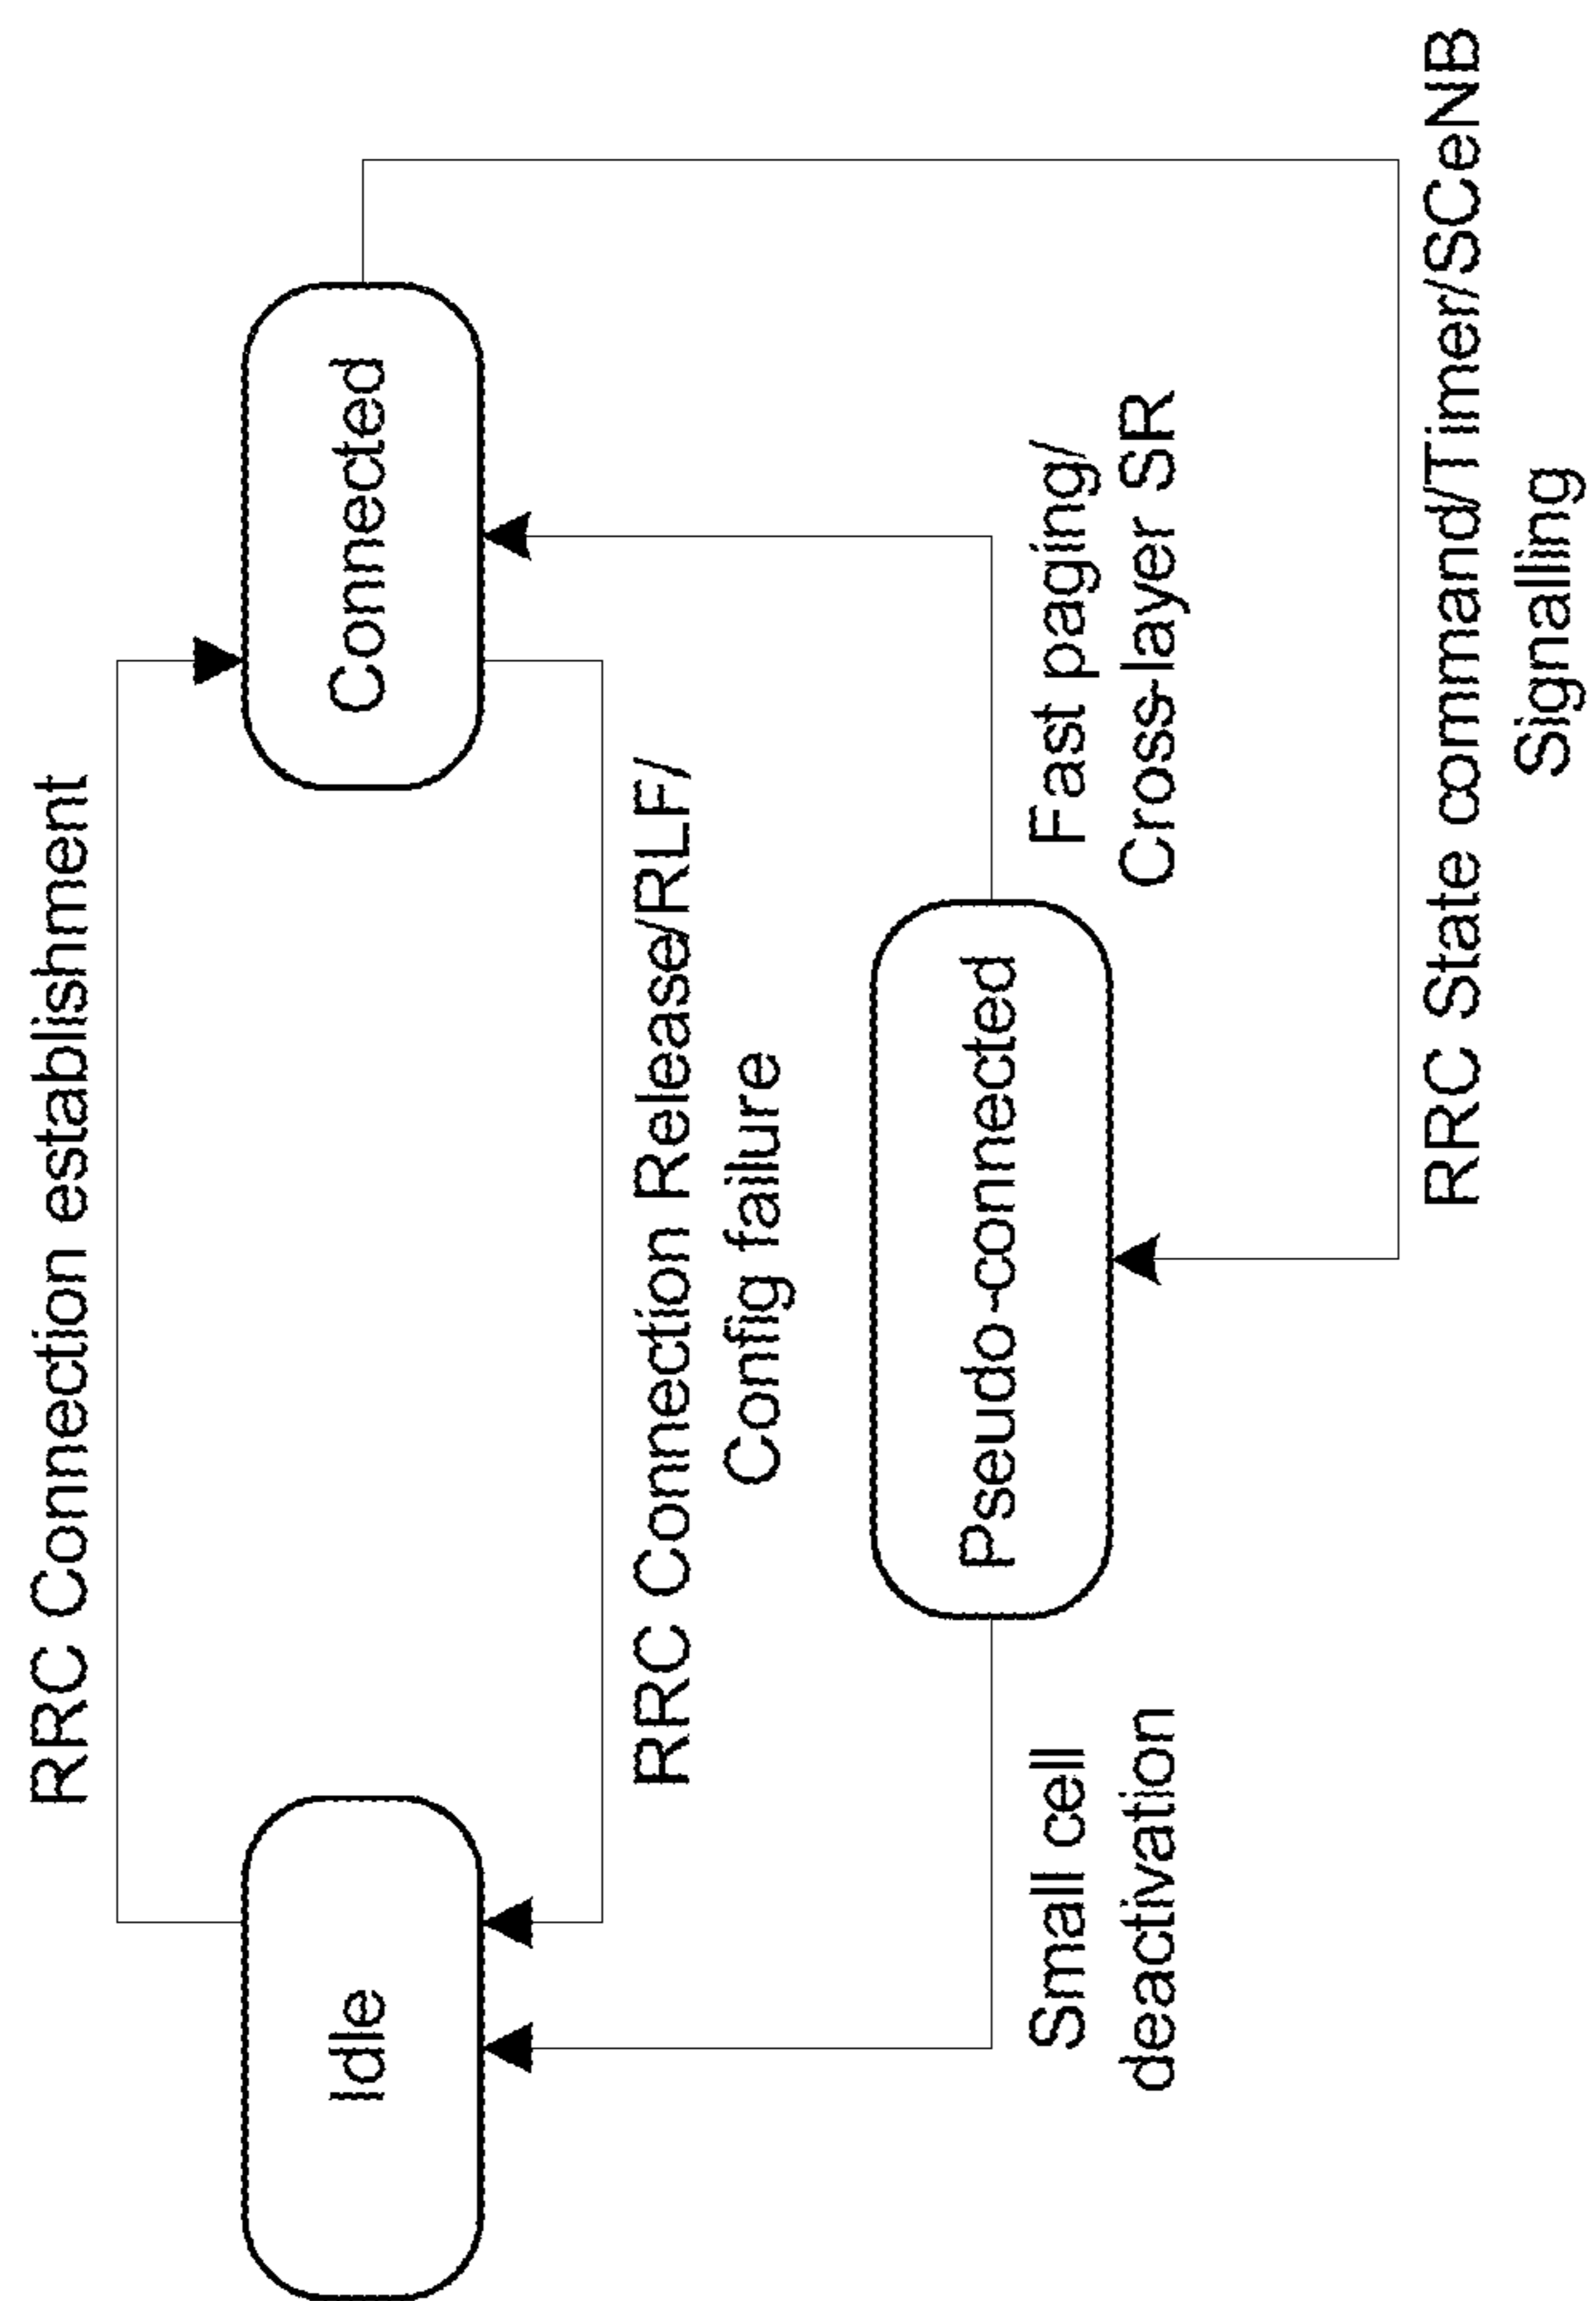 RRC Connection establishment
Idle
Connected
RRC Connection Release/RLF/
Config failure
Pseudo-connected
Small cell
deactivation
Fast paging/
Cross-layer SR
RRC State command/Timer/SCeNB
Signalling